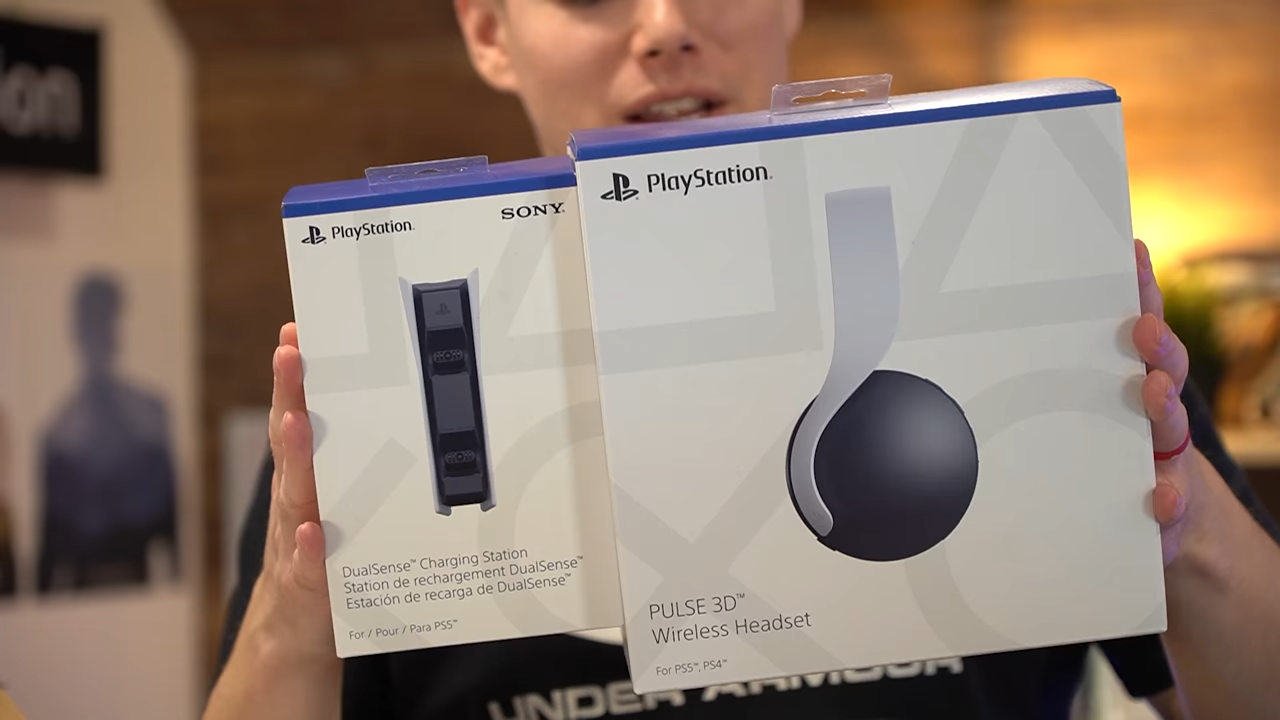 on
PlayStation.
SONY.
DualSense™ Charging Station
Station de rechargement DualSense™
Estación de recarga de DualSense™
For / Pour / Para PS5™
PlayStation.
PULSE 3D™
Wireless Headset
For PS5™, PS4™
UNDER ARMOUR